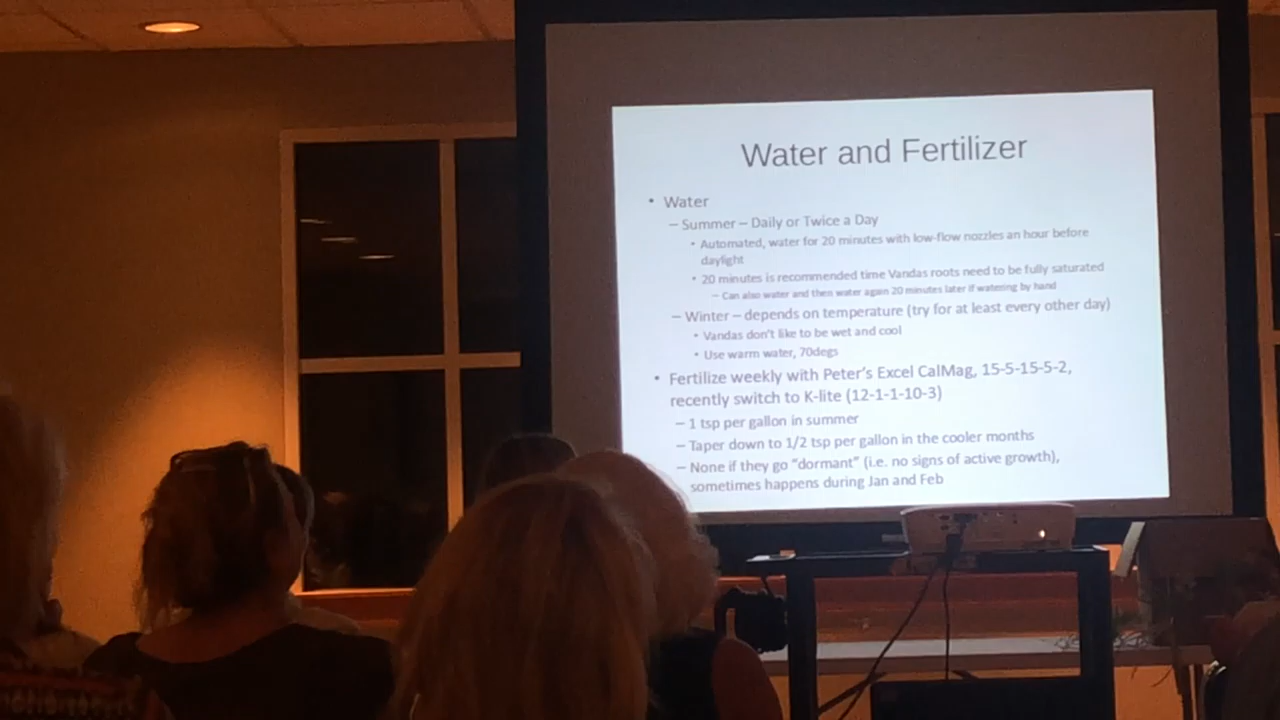 Water and Fertilizer
• Water
– Summer – Daily or Twice a Day
• Automated, water for 20 minutes with low-flow nozzles an hour before
daylight
• 20 minutes is recommended time Vandas roots need to be fully saturated
– Can also water and then water again 20 minutes later if watering by hand
– Winter – depends on temperature (try for at least every other day)
• Vandas don't like to be wet and cool
• Use warm water, 70degs
• Fertilize weekly with Peter's Excel CalMag, 15-5-15-5-2,
recently switch to K-lite (12-1-1-10-3)
– 1 tsp per gallon in summer
– Taper down to 1/2 tsp per gallon in the cooler months
– None if they go "dormant" (i.e. no signs of active growth),
sometimes happens during Jan and Feb